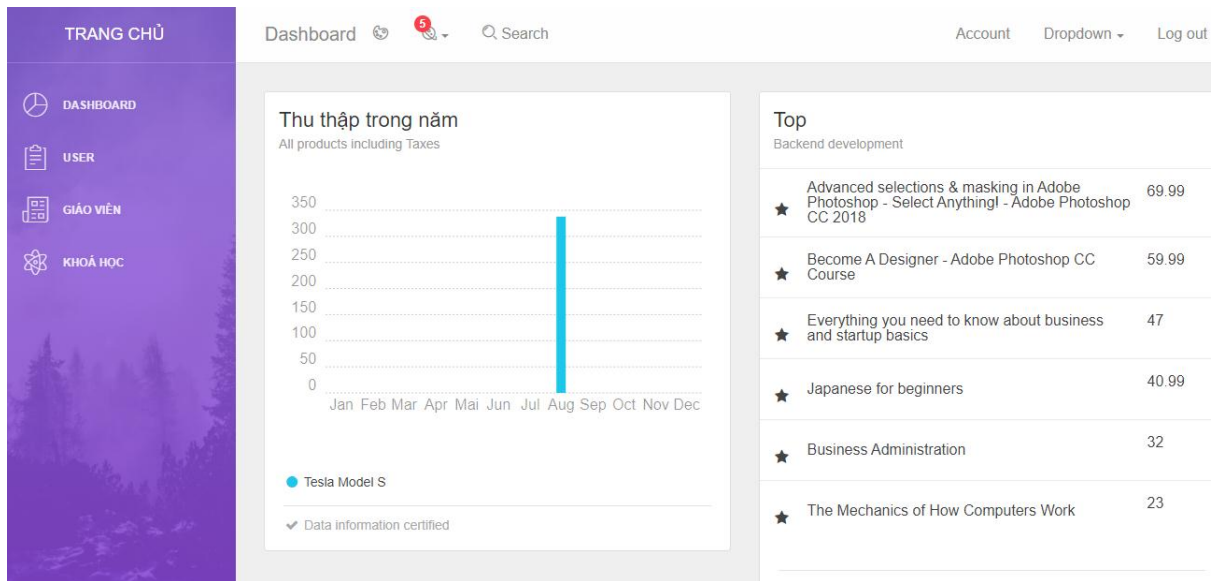 TRANG CHỦ
Dashboard
5
Search
Account
Dropdown
Log out
DASHBOARD
USER
GIÁO VIÊN
KHOÁ HỌC
Thu thập trong năm
All products including Taxes
350
300
250
200
150
100
50
0
Jan Feb Mar Apr Mai Jun Jul Aug Sep Oct Nov Dec
Tesla Model S
Data information certified
Top
Backend development
Advanced selections & masking in Adobe
Photoshop - Select Anything! - Adobe Photoshop
CC 2018
69.99
Become A Designer - Adobe Photoshop CC
Course
59.99
Everything you need to know about business
and startup basics
47
Japanese for beginners
40.99
Business Administration
32
The Mechanics of How Computers Work
23